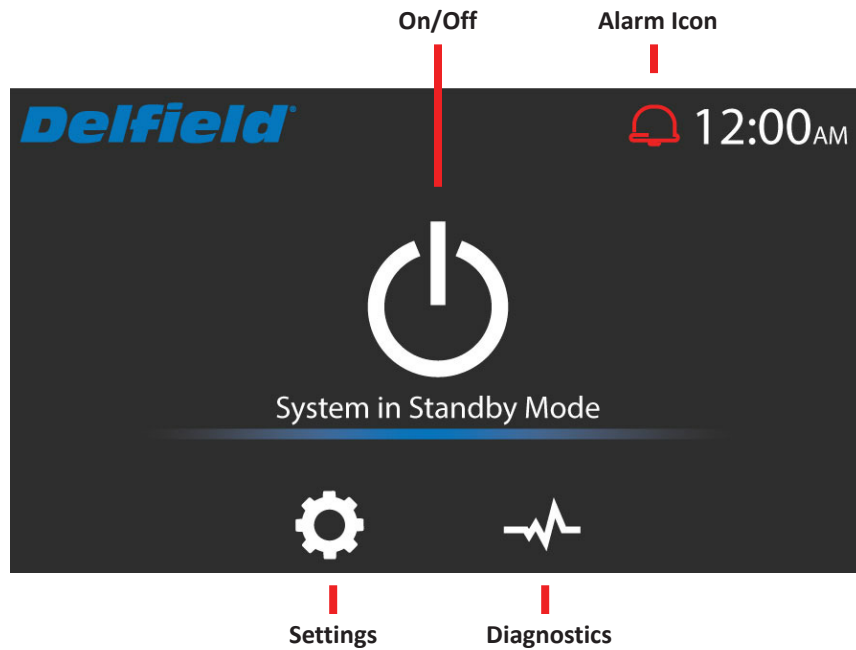 On/Off
Alarm Icon
Delfield®
12:00AM
System in Standby Mode
Settings
Diagnostics